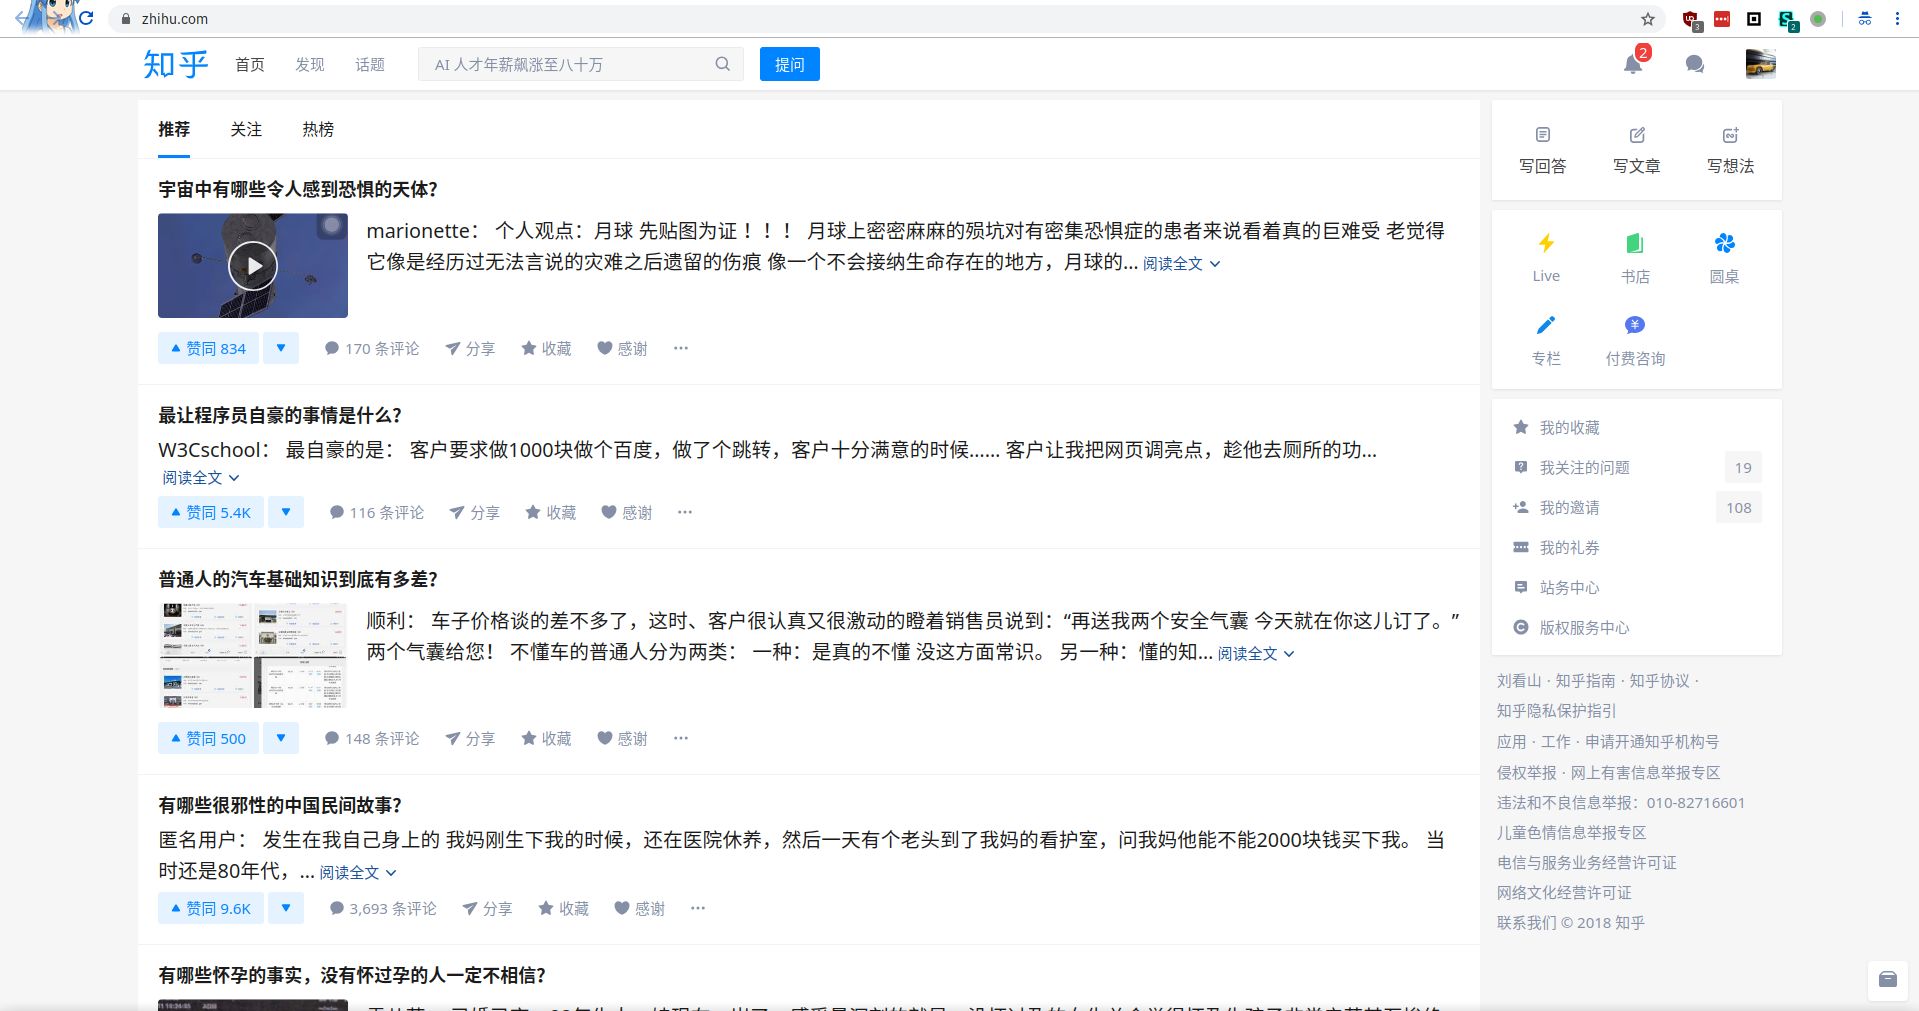 zhihu.com
3
2
知乎
首页
发现
话题
AI 人才年薪飙涨至八十万
提问
2
推荐
关注
热榜
宇宙中有哪些令人感到恐惧的天体？
marionette： 个人观点：月球 先贴图为证！！！ 月球上密密麻麻的殒坑对有密集恐惧症的患者来说看着真的巨难受 老觉得
它像是经历过无法言说的灾难之后遗留的伤痕 像一个不会接纳生命存在的地方，月球的... 阅读全文
赞同 834
170 条评论
分享
收藏
感谢
最让程序员自豪的事情是什么？
W3Cschool： 最自豪的是： 客户要求做1000块做个百度，做了个跳转，客户十分满意的时候...... 客户让我把网页调亮点，趁他去厕所的功...
阅读全文
赞同 5.4K
116 条评论
分享
收藏
感谢
普通人的汽车基础知识到底有多差？
顺利： 车子价格谈的差不多了，这时、客户很认真又很激动的瞪着销售员说到：“再送我两个安全气囊 今天就在你这儿订了。”
两个气囊给您！ 不懂车的普通人分为两类： 一种：是真的不懂 没这方面常识。 另一种：懂的知... 阅读全文
赞同 500
148 条评论
分享
收藏
感谢
有哪些很邪性的中国民间故事？
匿名用户： 发生在我自己身上的 我妈刚生下我的时候，还在医院休养，然后一天有个老头到了我妈的看护室，问我妈他能不能2000块钱买下我。 当
时还是80年代，... 阅读全文
赞同 9.6K
3,693 条评论
分享
收藏
感谢
有哪些怀孕的事实，没有怀过孕的人一定不相信？
写回答
写文章
写想法
Live
书店
圆桌
专栏
付费咨询
我的收藏
我关注的问题
19
我的邀请
108
我的礼券
站务中心
版权服务中心
刘看山 · 知乎指南 · 知乎协议 ·
知乎隐私保护指引
应用 · 工作 · 申请开通知乎机构号
侵权举报 · 网上有害信息举报专区
违法和不良信息举报：010-82716601
儿童色情信息举报专区
电信与服务业务经营许可证
网络文化经营许可证
联系我们 © 2018 知乎